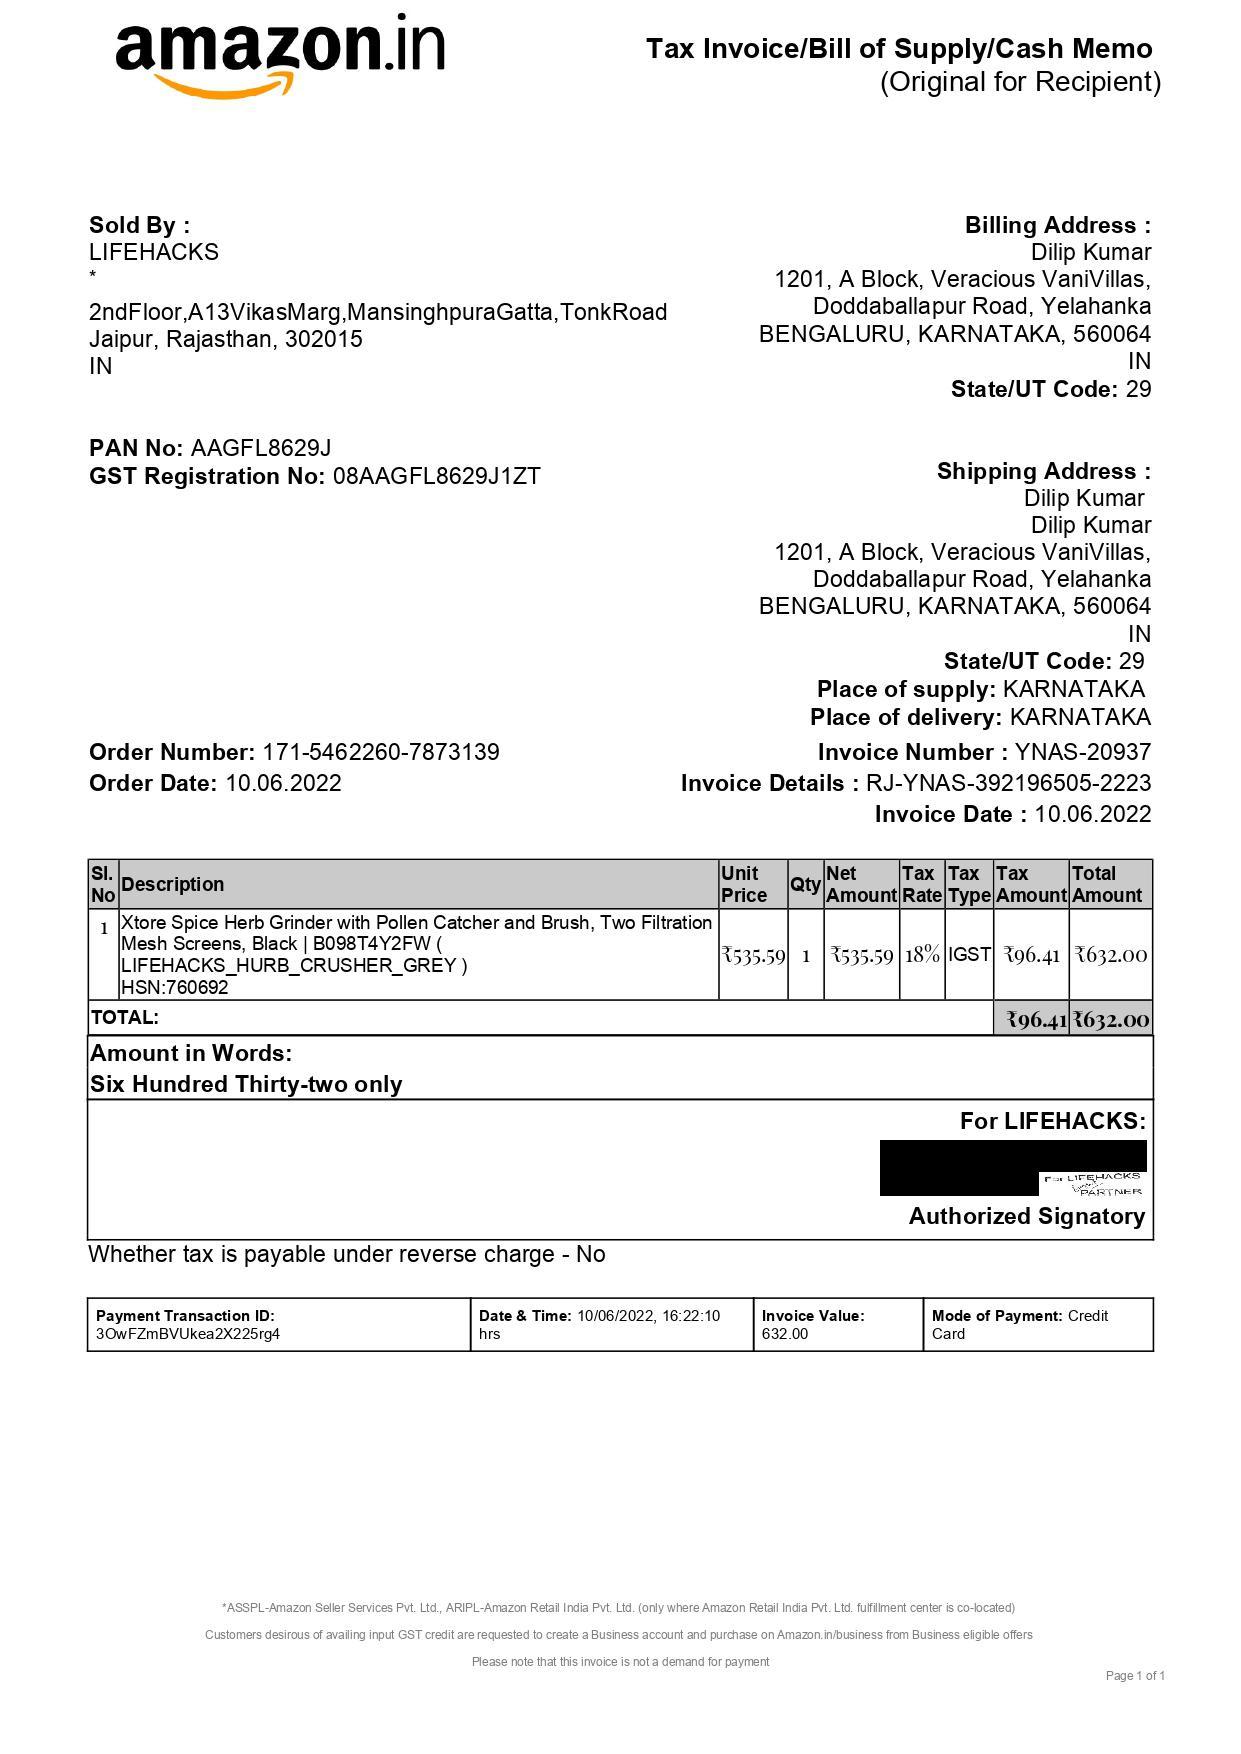 amazon.in
Tax Invoice/Bill of Supply/Cash Memo
(Original for Recipient)
Sold By :
LIFEHACKS
*
2ndFloor,A13VikasMarg,MansinghpuraGatta,TonkRoad
Jaipur, Rajasthan, 302015
IN
Billing Address :
Dilip Kumar
1201, A Block, Veracious VaniVillas,
Doddaballapur Road, Yelahanka
BENGALURU, KARNATAKA, 560064
IN
State/UT Code: 29
PAN No: AAGFL8629J
GST Registration No: 08AAGFL8629J1ZT
Shipping Address :
Dilip Kumar
Dilip Kumar
1201, A Block, Veracious VaniVillas,
Doddaballapur Road, Yelahanka
BENGALURU, KARNATAKA, 560064
IN
State/UT Code: 29
Place of supply: KARNATAKA
Place of delivery: KARNATAKA
Order Number: 171-5462260-7873139
Order Date: 10.06.2022
Invoice Number : YNAS-20937
Invoice Details : RJ-YNAS-392196505-2223
Invoice Date : 10.06.2022
Sl. No Description Unit Price Qty Net Amount Tax Rate Tax Type Tax Amount Total Amount
1 Xtore Spice Herb Grinder with Pollen Catcher and Brush, Two Filtration
Mesh Screens, Black | B098T4Y2FW (
LIFEHACKS_HURB_CRUSHER_GREY )
HSN:760692
₹535.59 1 ₹535.59 18% IGST ₹96.41 ₹632.00
TOTAL: ₹96.41 ₹632.00
Amount in Words:
Six Hundred Thirty-two only
For LIFEHACKS:
For LIFEHACKS
PARTNER
Authorized Signatory
Whether tax is payable under reverse charge - No
Payment Transaction ID:
3OwFZmBVUkea2X225rg4
Date & Time: 10/06/2022, 16:22:10
hrs
Invoice Value:
632.00
Mode of Payment: Credit
Card
*ASSPL-Amazon Seller Services Pvt. Ltd., ARIPL-Amazon Retail India Pvt. Ltd. (only where Amazon Retail India Pvt. Ltd. fulfillment center is co-located)
Customers desirous of availing input GST credit are requested to create a Business account and purchase on Amazon.in/business from Business eligible offers
Please note that this invoice is not a demand for payment
Page 1 of 1